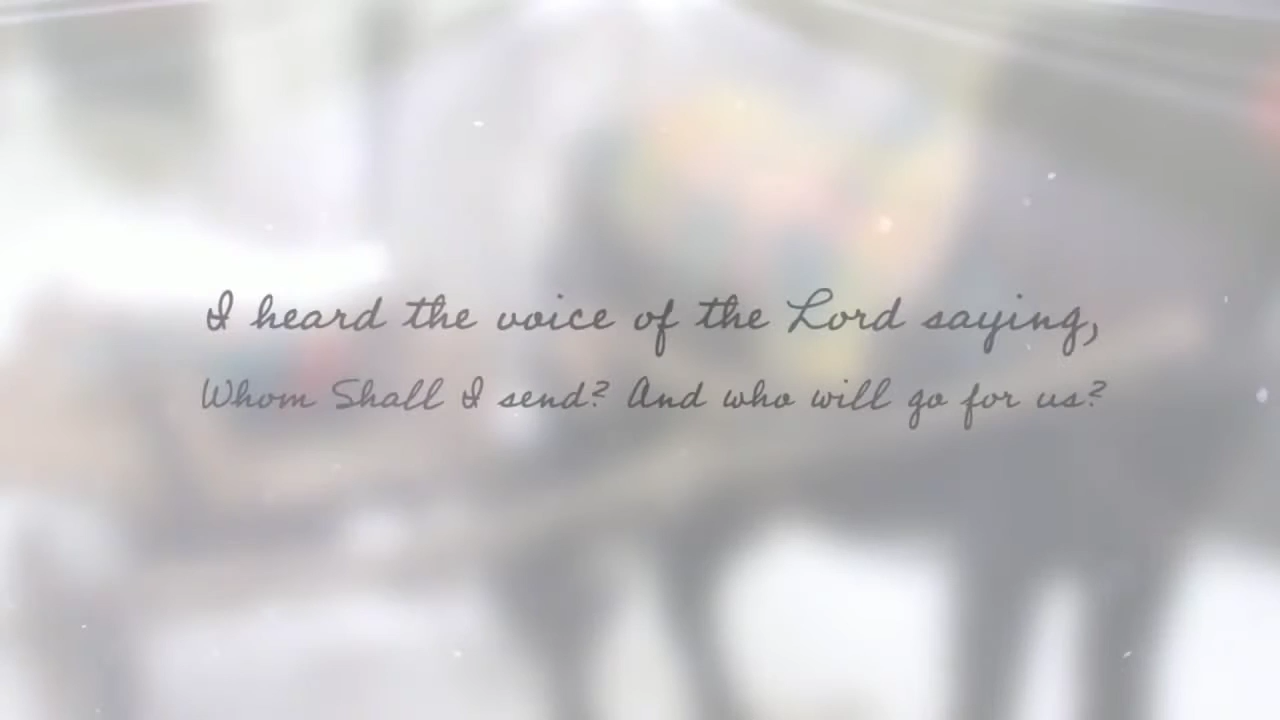 I heard the voice of the Lord saying,
Whom Shall I send? And who will go for us?